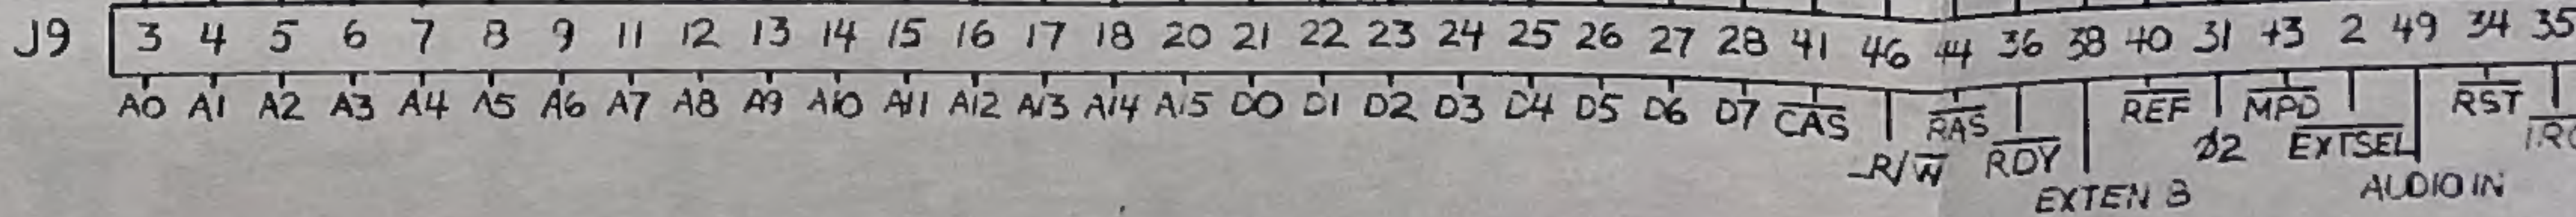 J9 3 4 5 6 7 8 9 11 12 13 14 15 16 17 18 20 21 22 23 24 25 26 27 28 41 46 44 36 38 40 31 43 2 49 34 35
A0 A1 A2 A3 A4 A5 A6 A7 A8 A9 A10 A11 A12 A13 A14 A15 D0 D1 D2 D3 D4 D5 D6 D7 CAS RAS REF MPD RST
R/W RDY Ø2 EXTSEL
EXTEN B AUDIO IN